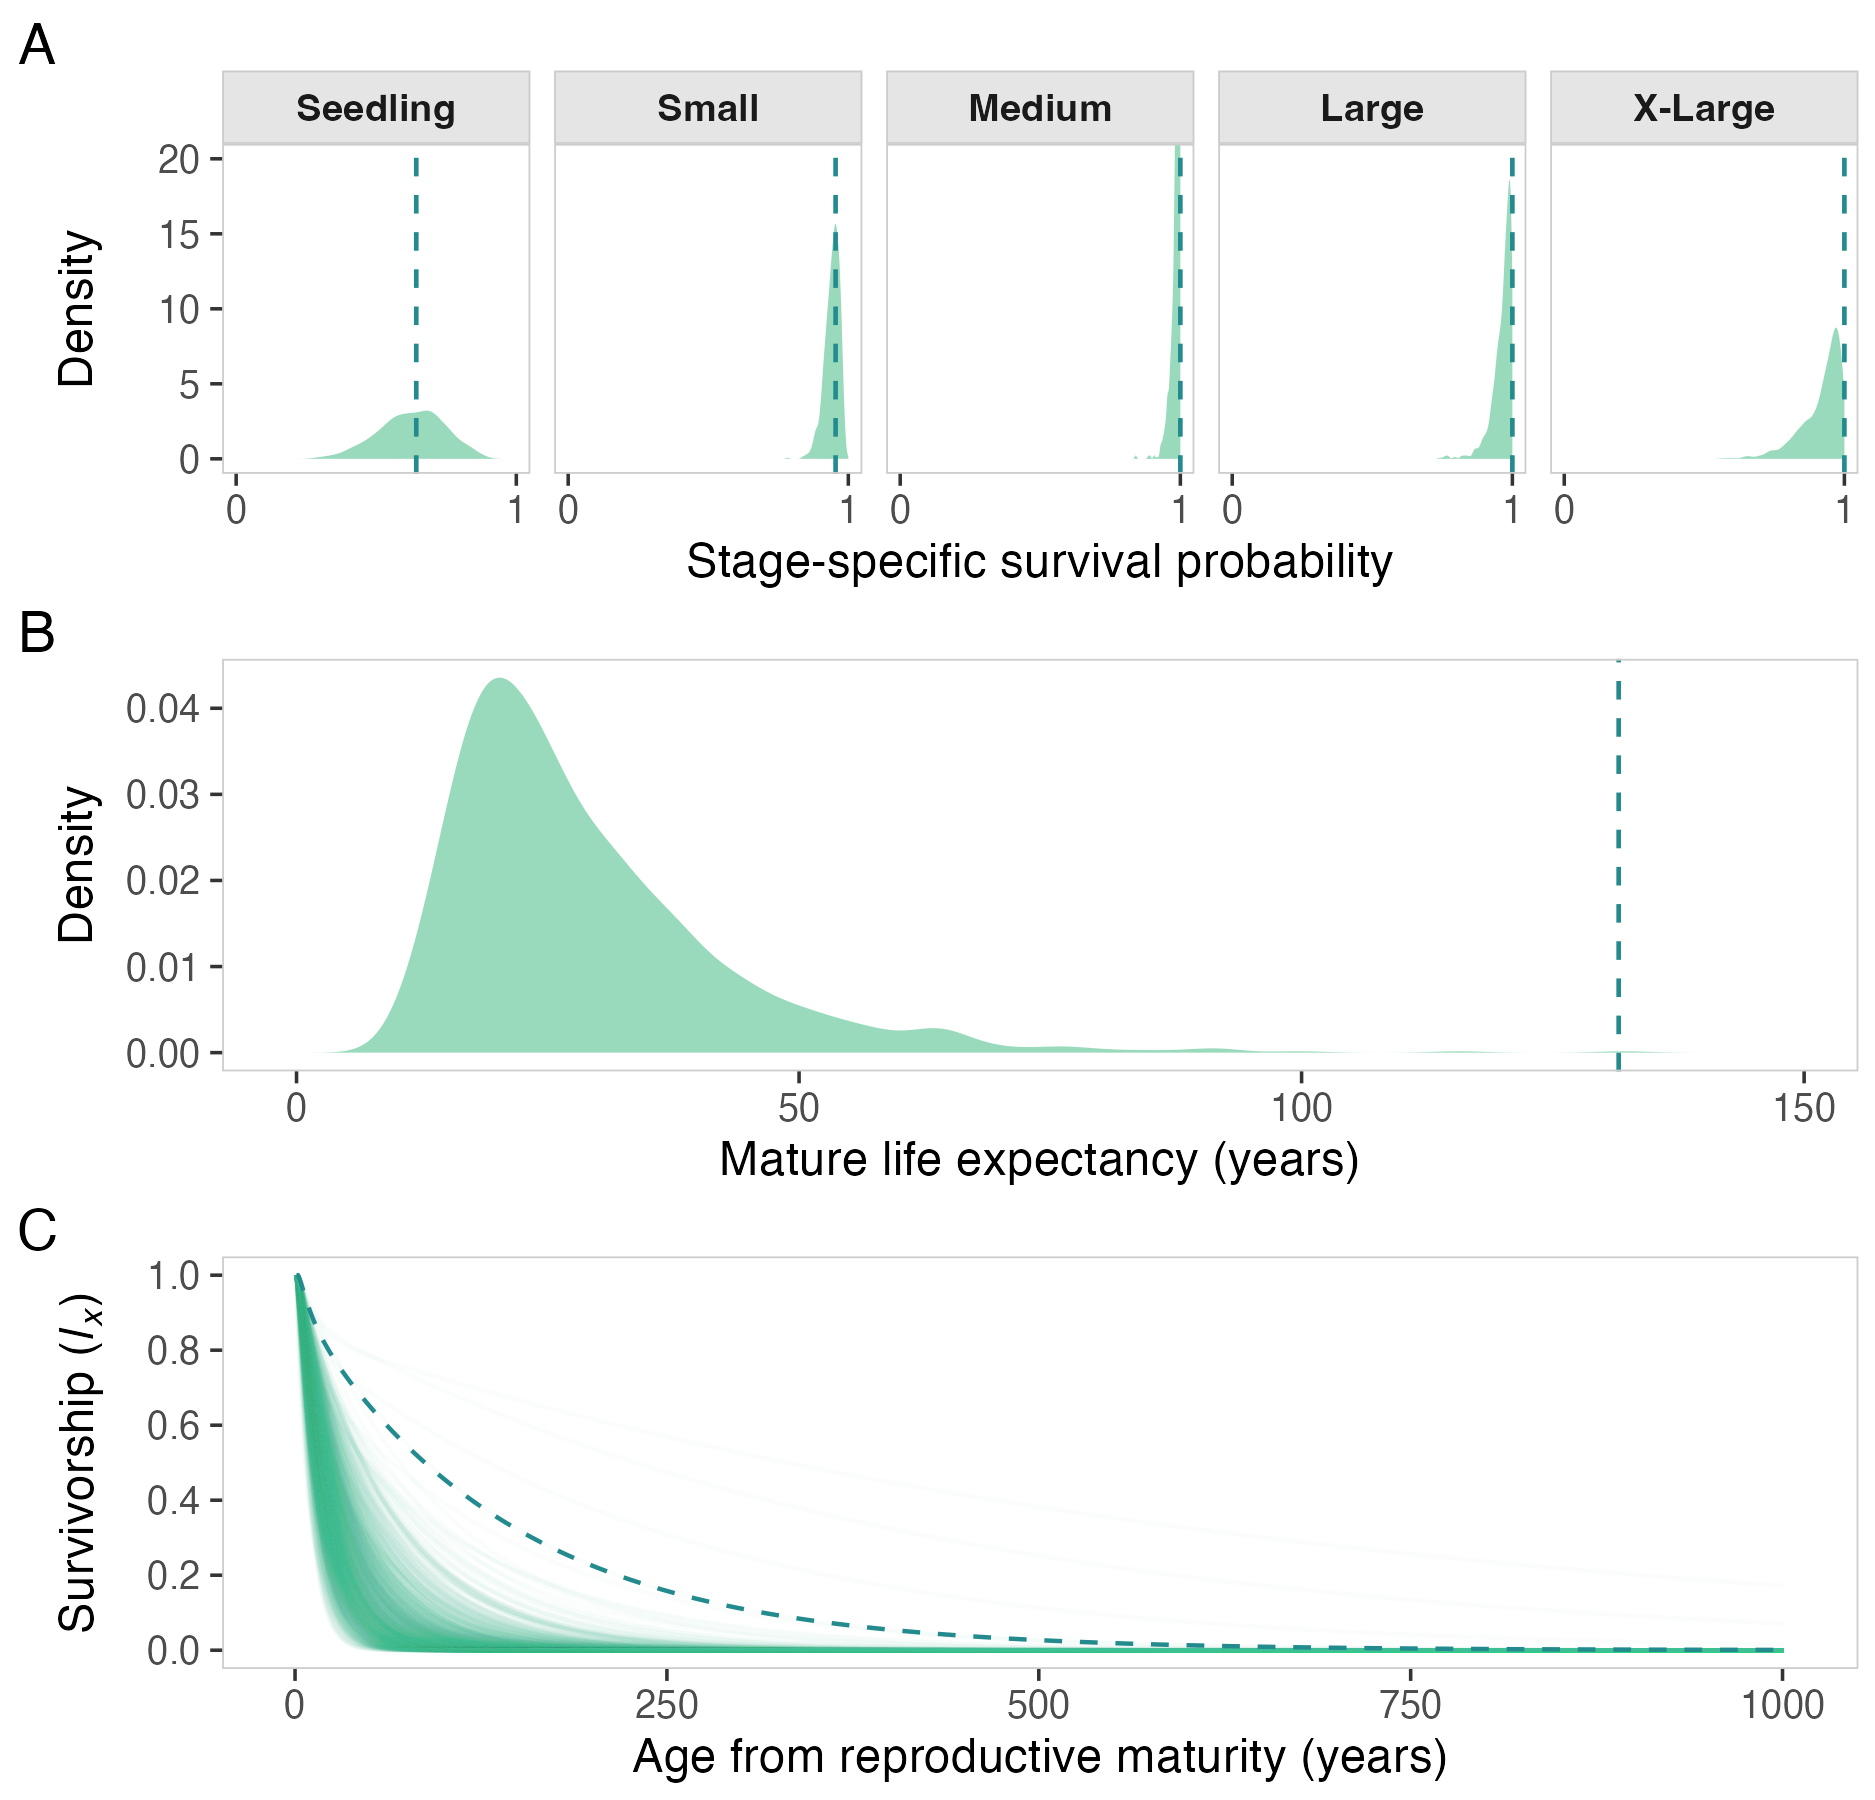 A
Seedling Small Medium Large X-Large
20
15
10
5
0
Density
0 1 0 1 0 1 0 1 0 1
Stage-specific survival probability
B
0.04
0.03
0.02
0.01
0.00
Density
0 50 100 150
Mature life expectancy (years)
C
1.0
0.8
0.6
0.4
0.2
0.0
Survivorship (lx)
0 250 500 750 1000
Age from reproductive maturity (years)